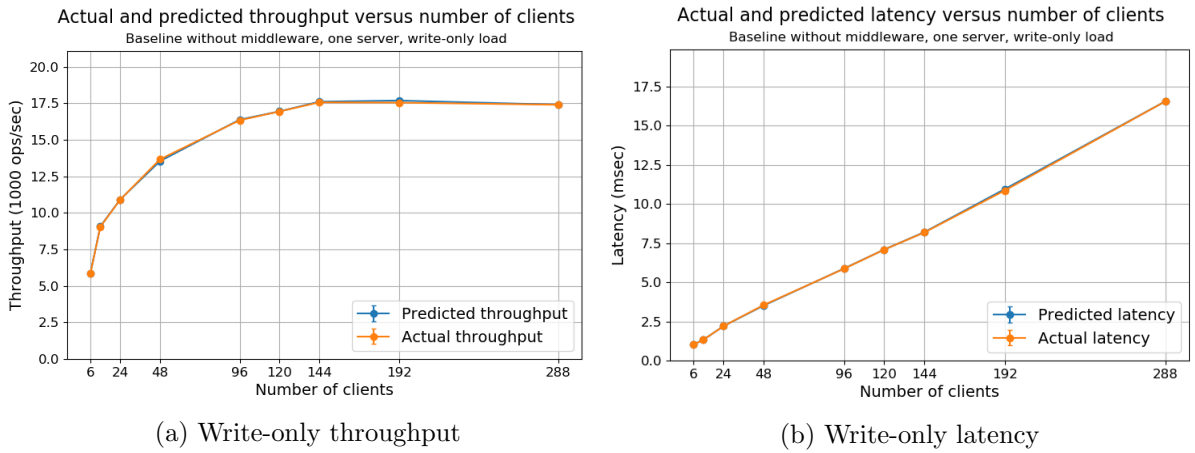 Actual and predicted throughput versus number of clients
Baseline without middleware, one server, write-only load
Throughput (1000 ops/sec)
20.0
17.5
15.0
12.5
10.0
7.5
5.0
2.5
0.0
6 24 48 96 120 144 192 288
Number of clients
Predicted throughput
Actual throughput
(a) Write-only throughput
Actual and predicted latency versus number of clients
Baseline without middleware, one server, write-only load
Latency (msec)
17.5
15.0
12.5
10.0
7.5
5.0
2.5
0.0
6 24 48 96 120 144 192 288
Number of clients
Predicted latency
Actual latency
(b) Write-only latency